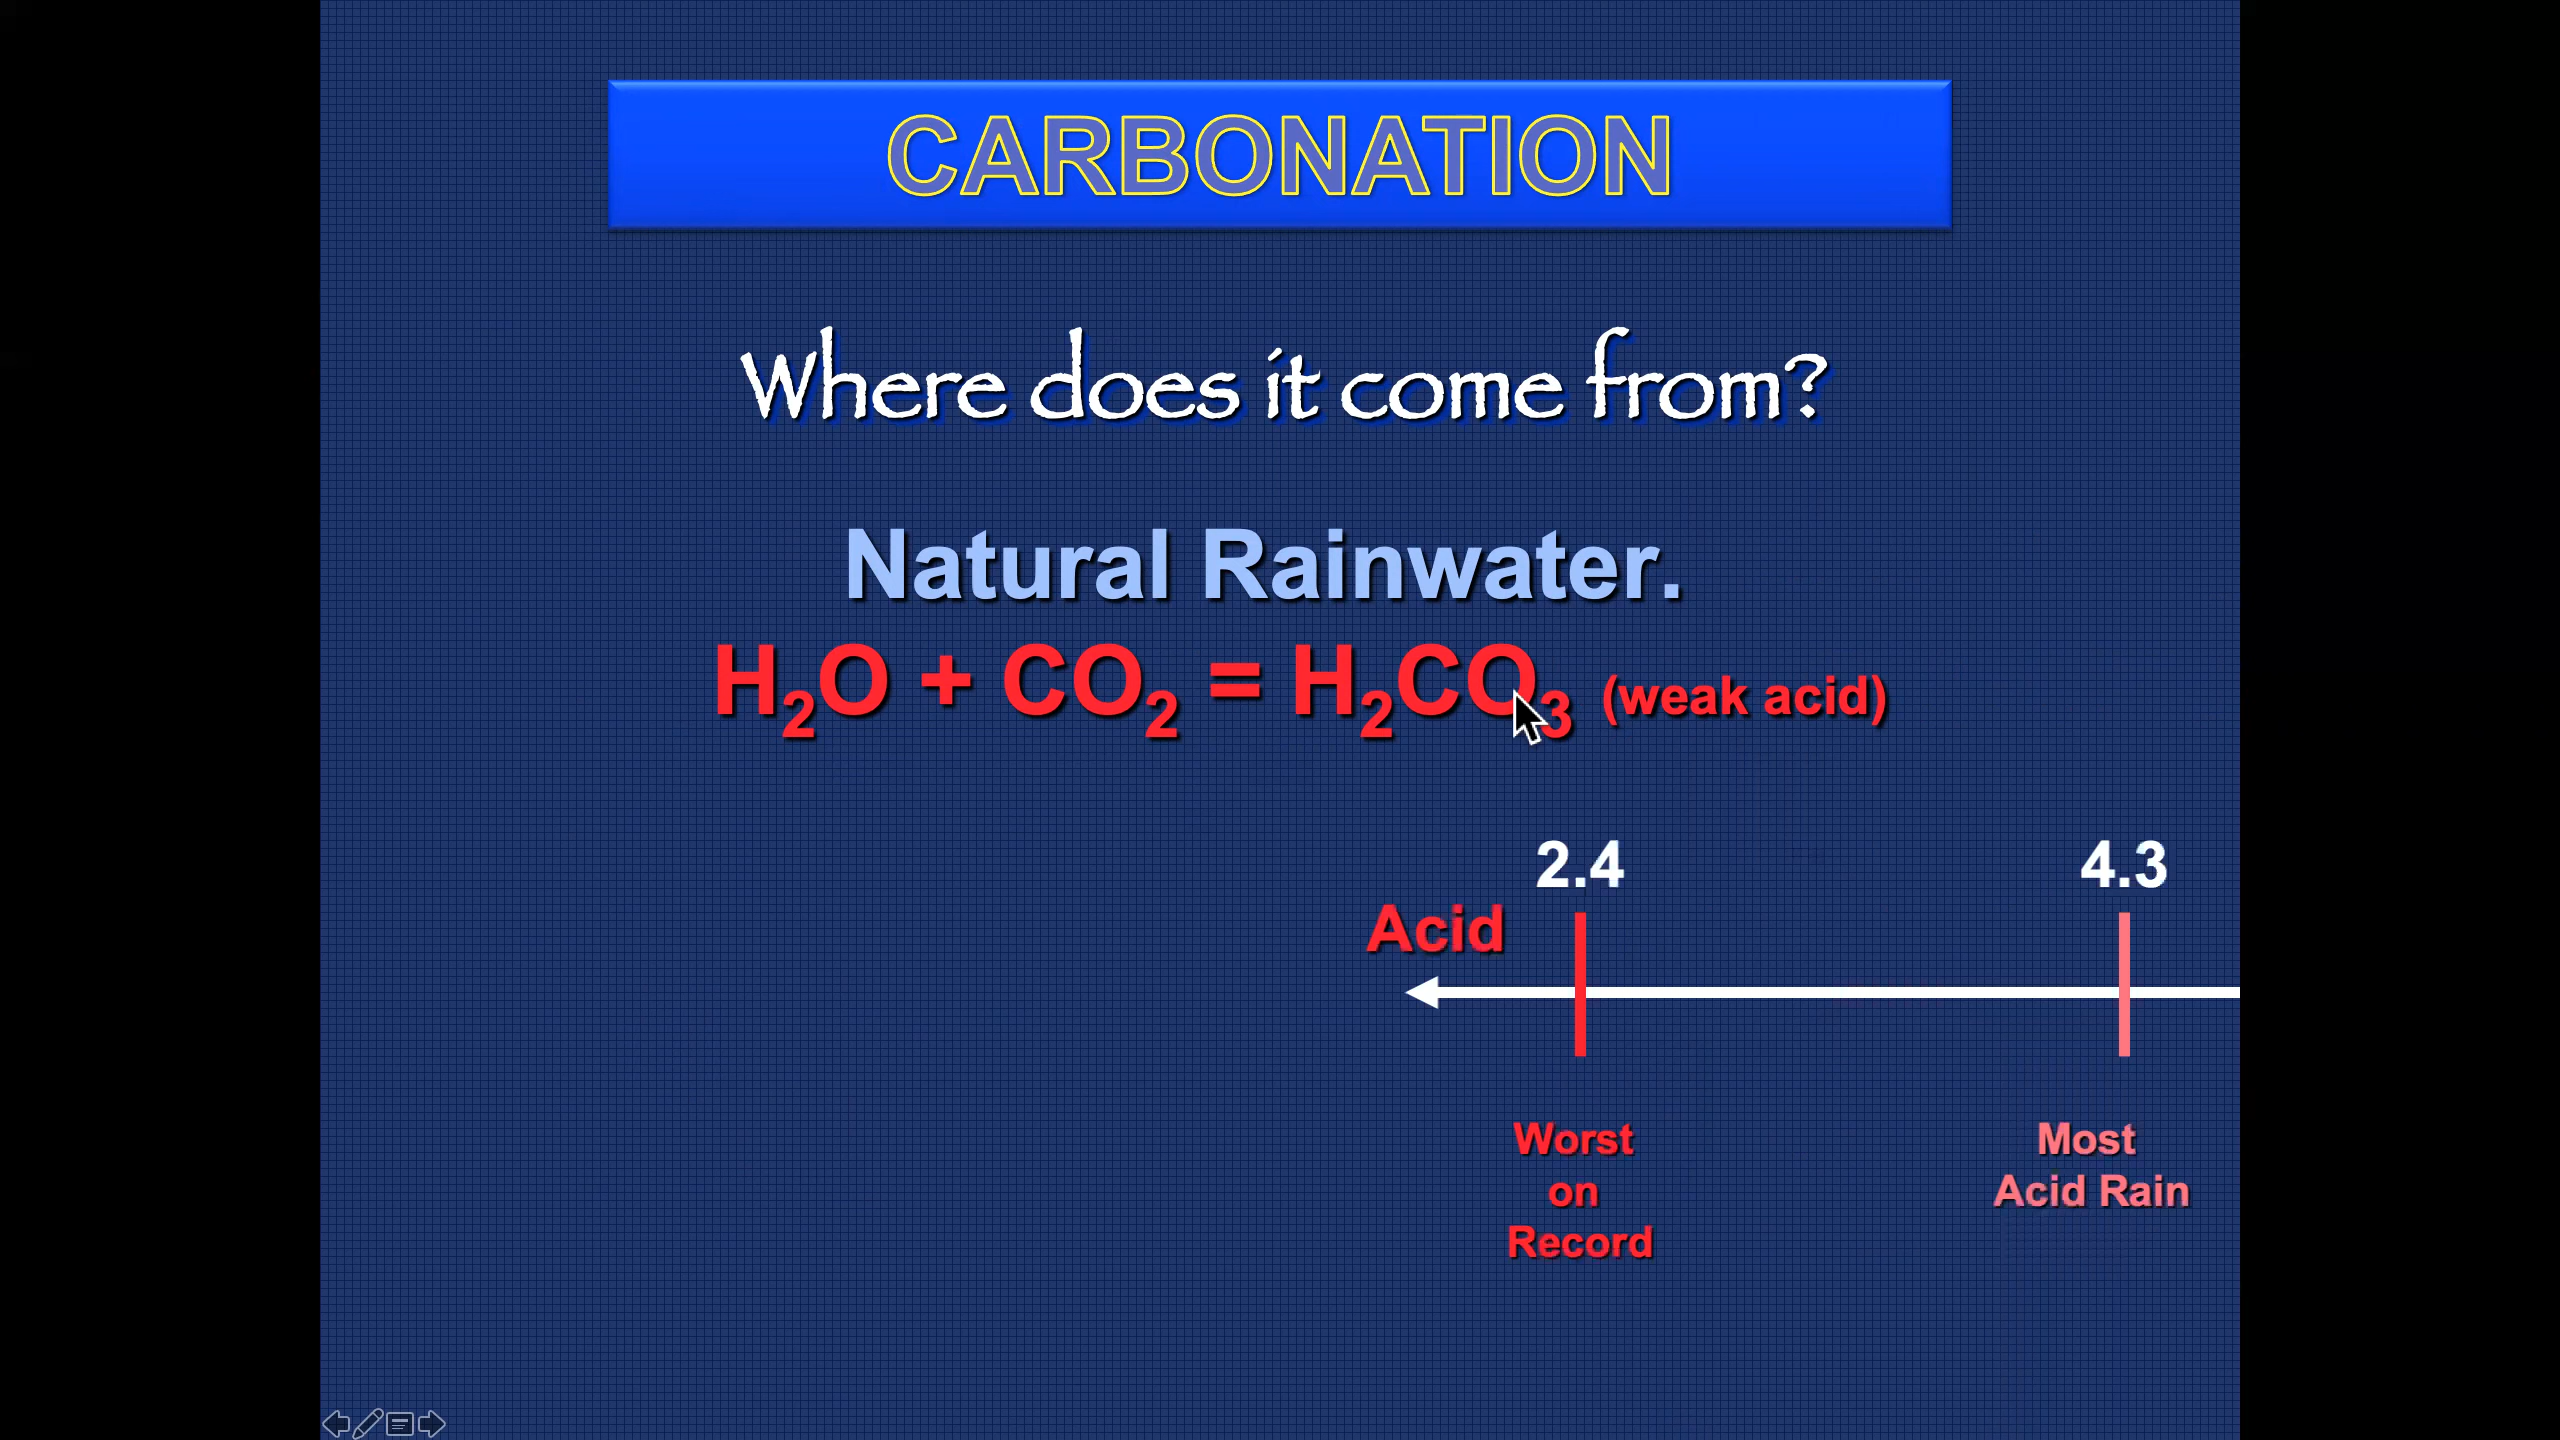 CARBONATION
Where does it come from?
Natural Rainwater.
H₂O + CO₂ = H₂CO₃ (weak acid)
2.4
4.3
Acid
Worst
on
Record
Most
Acid Rain